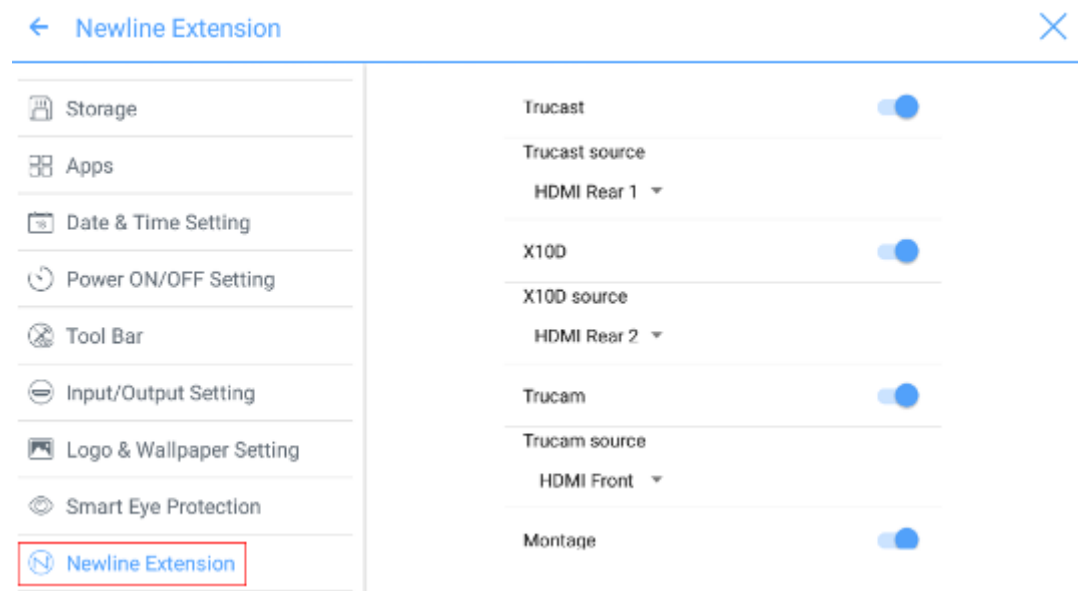 Newline Extension
Storage
Apps
Date & Time Setting
Power ON/OFF Setting
Tool Bar
Input/Output Setting
Logo & Wallpaper Setting
Smart Eye Protection
Newline Extension
Trucast
Trucast source
HDMI Rear 1
X10D
X10D source
HDMI Rear 2
Trucam
Trucam source
HDMI Front
Montage